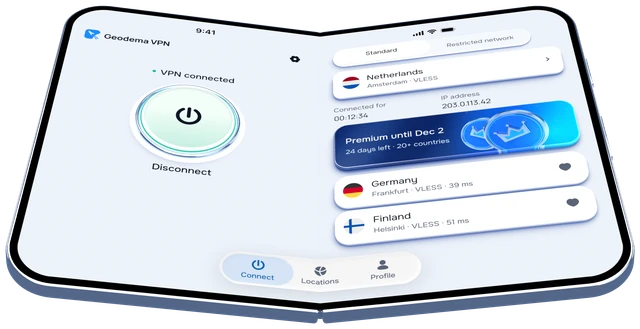 Geodema VPN
9:41
VPN connected
Disconnect
Standard
Restricted network
Netherlands
Amsterdam · VLESS
Connected for
00:12:34
IP address
203.0.113.42
Premium until Dec 2
24 days left · 20+ countries
Germany
Frankfurt · VLESS · 39 ms
Finland
Helsinki · VLESS · 51 ms
Connect
Locations
Profile